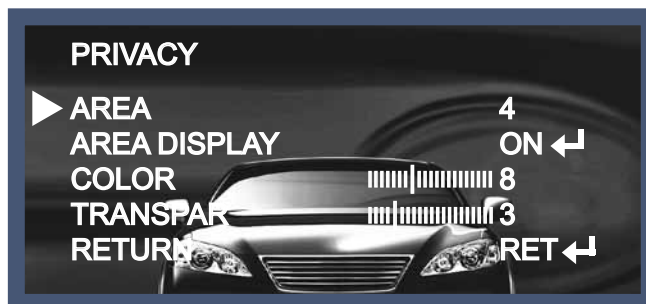 PRIVACY
AREA 4
AREA DISPLAY ON ↵
COLOR 8
TRANSPAR 3
RETURN RET ↵